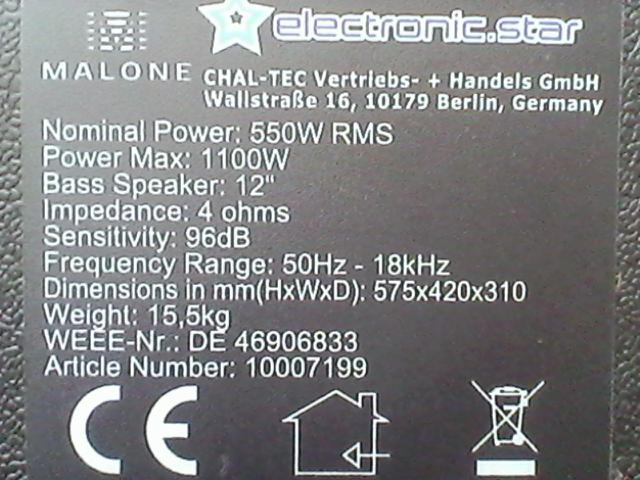 electronic.star
MALONE
CHAL-TEC Vertriebs- + Handels GmbH
Wallstraße 16, 10179 Berlin, Germany
Nominal Power: 550W RMS
Power Max: 1100W
Bass Speaker: 12"
Impedance: 4 ohms
Sensitivity: 96dB
Frequency Range: 50Hz - 18kHz
Dimensions in mm(HxWxD): 575x420x310
Weight: 15,5kg
WEEE-Nr.: DE 46906833
Article Number: 10007199
CE